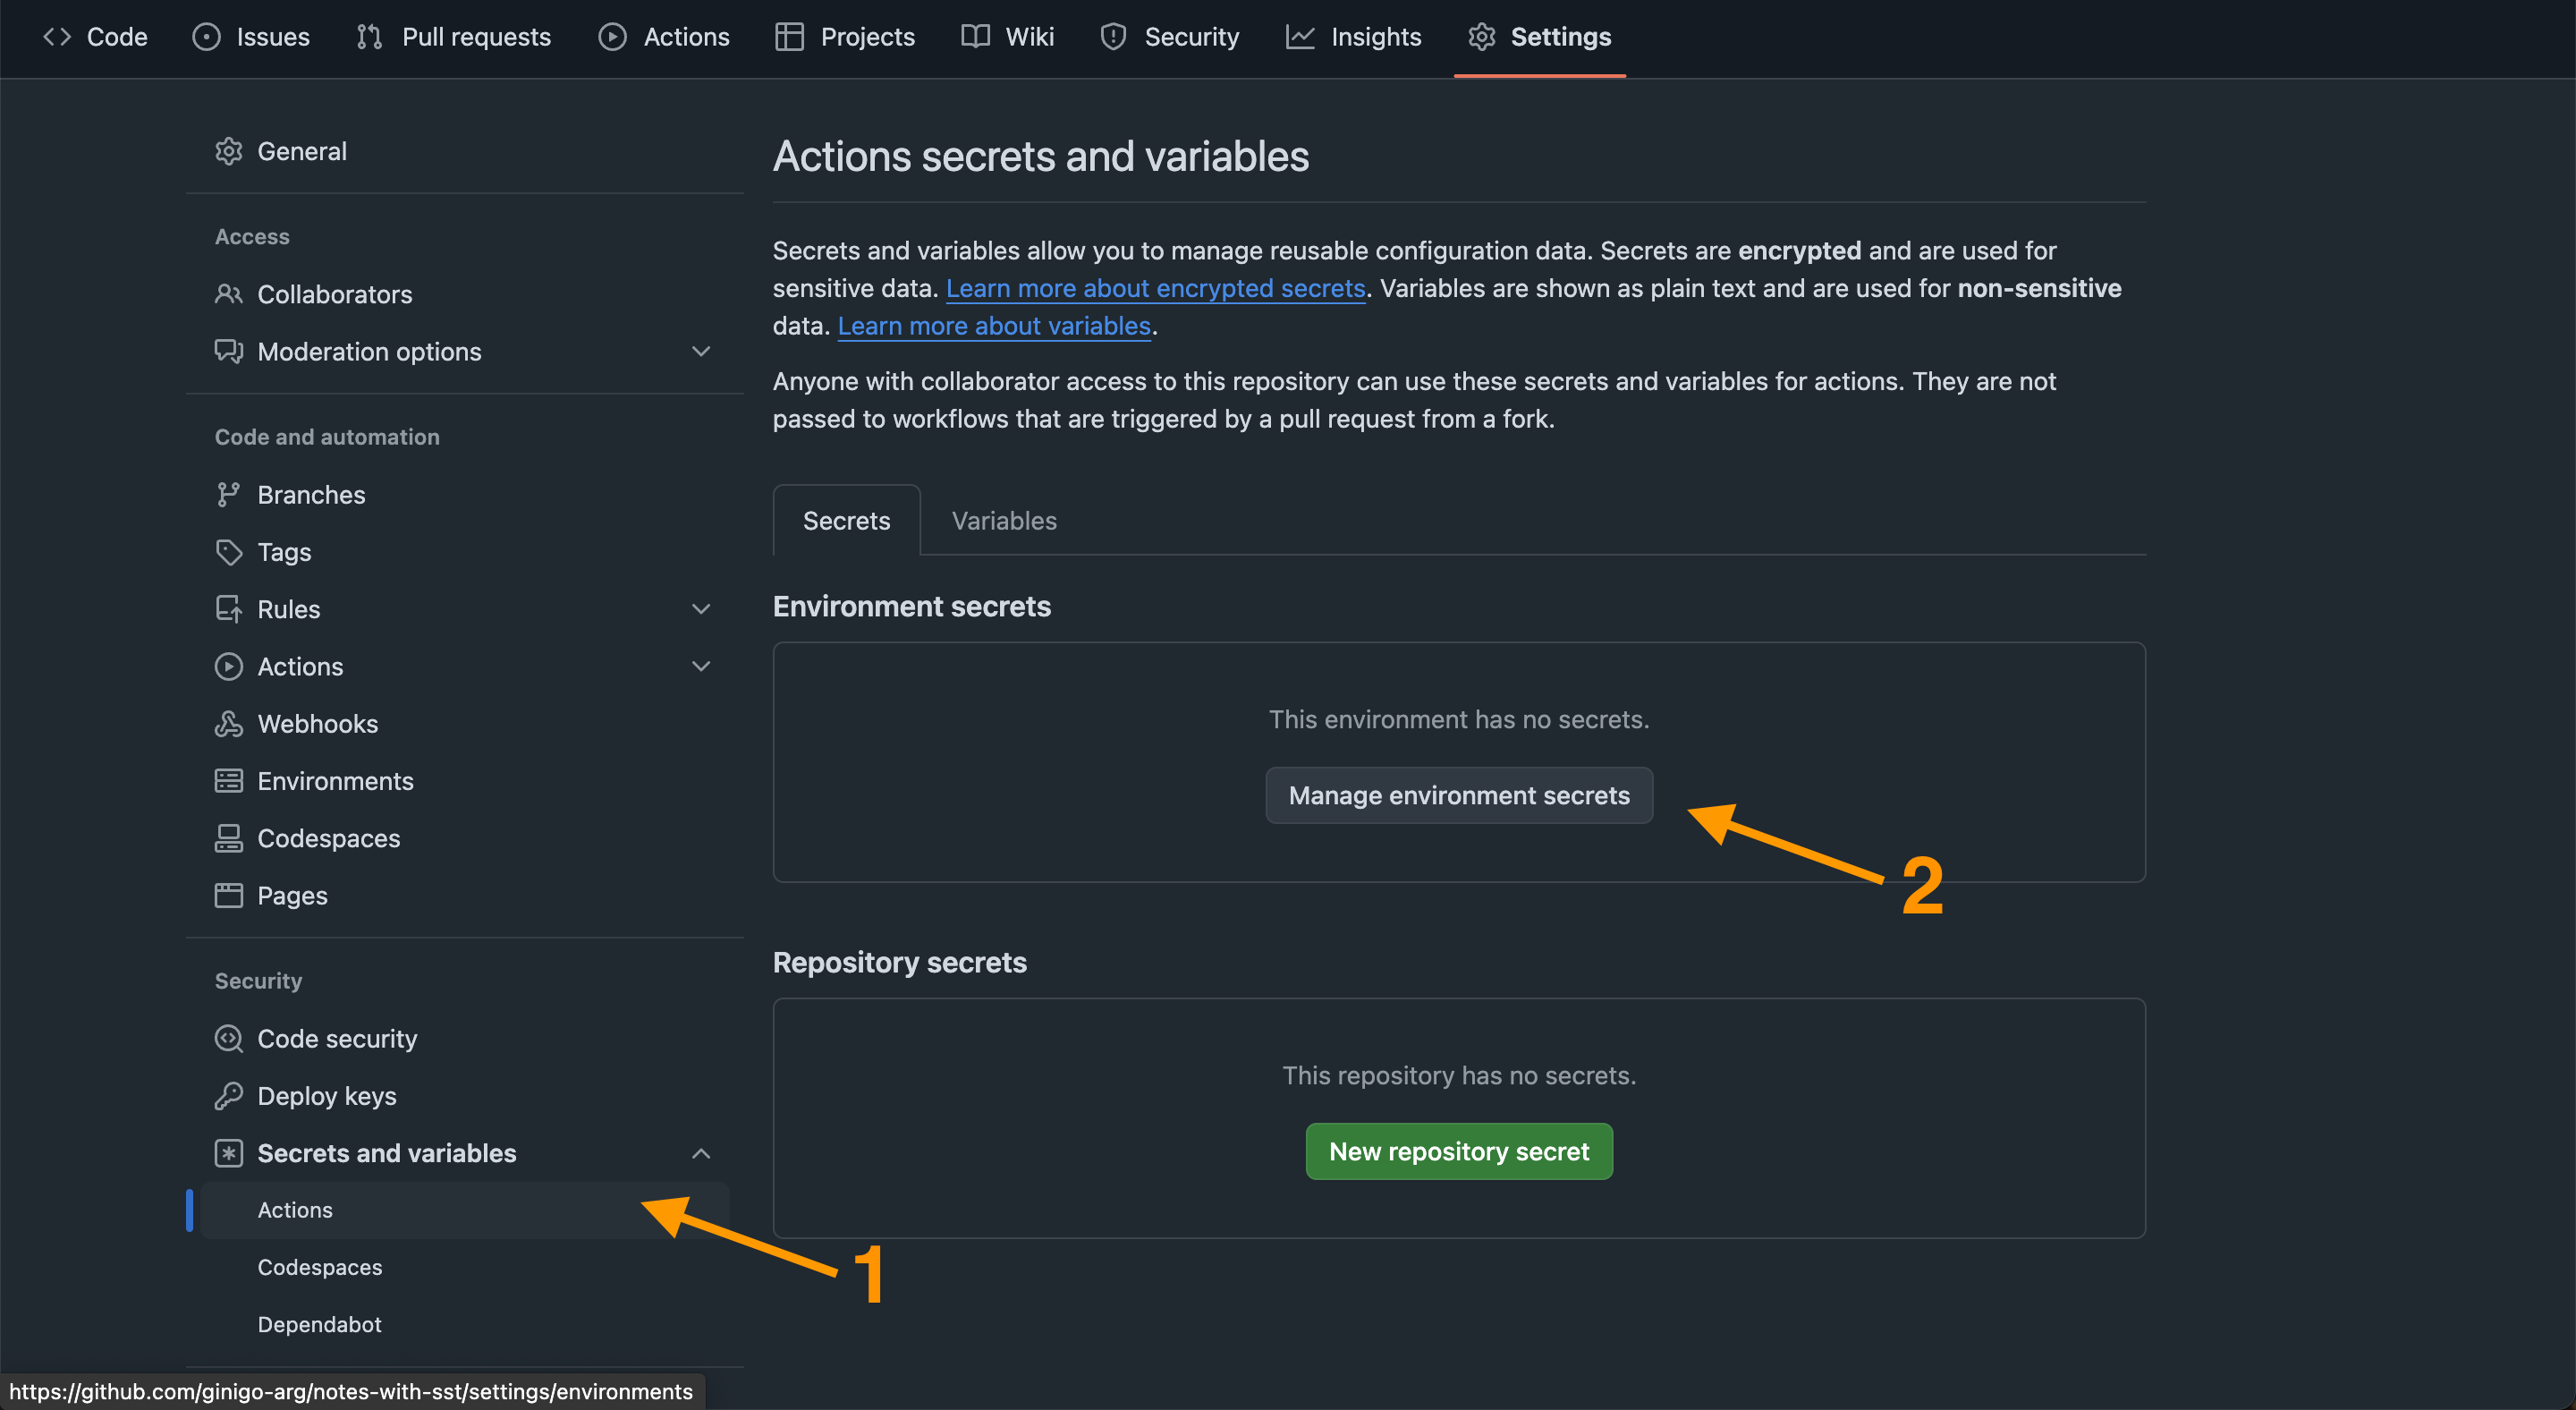 Code Issues Pull requests Actions Projects Wiki Security Insights Settings
General
Access
Collaborators
Moderation options
Code and automation
Branches
Tags
Rules
Actions
Webhooks
Environments
Codespaces
Pages
Security
Code security
Deploy keys
Secrets and variables
Actions
1
Codespaces
Dependabot
Actions secrets and variables
Secrets and variables allow you to manage reusable configuration data. Secrets are encrypted and are used for
sensitive data. Learn more about encrypted secrets. Variables are shown as plain text and are used for non-sensitive
data. Learn more about variables.
Anyone with collaborator access to this repository can use these secrets and variables for actions. They are not
passed to workflows that are triggered by a pull request from a fork.
Secrets Variables
Environment secrets
This environment has no secrets.
Manage environment secrets
2
Repository secrets
This repository has no secrets.
New repository secret
https://github.com/ginigo-arg/notes-with-sst/settings/environments